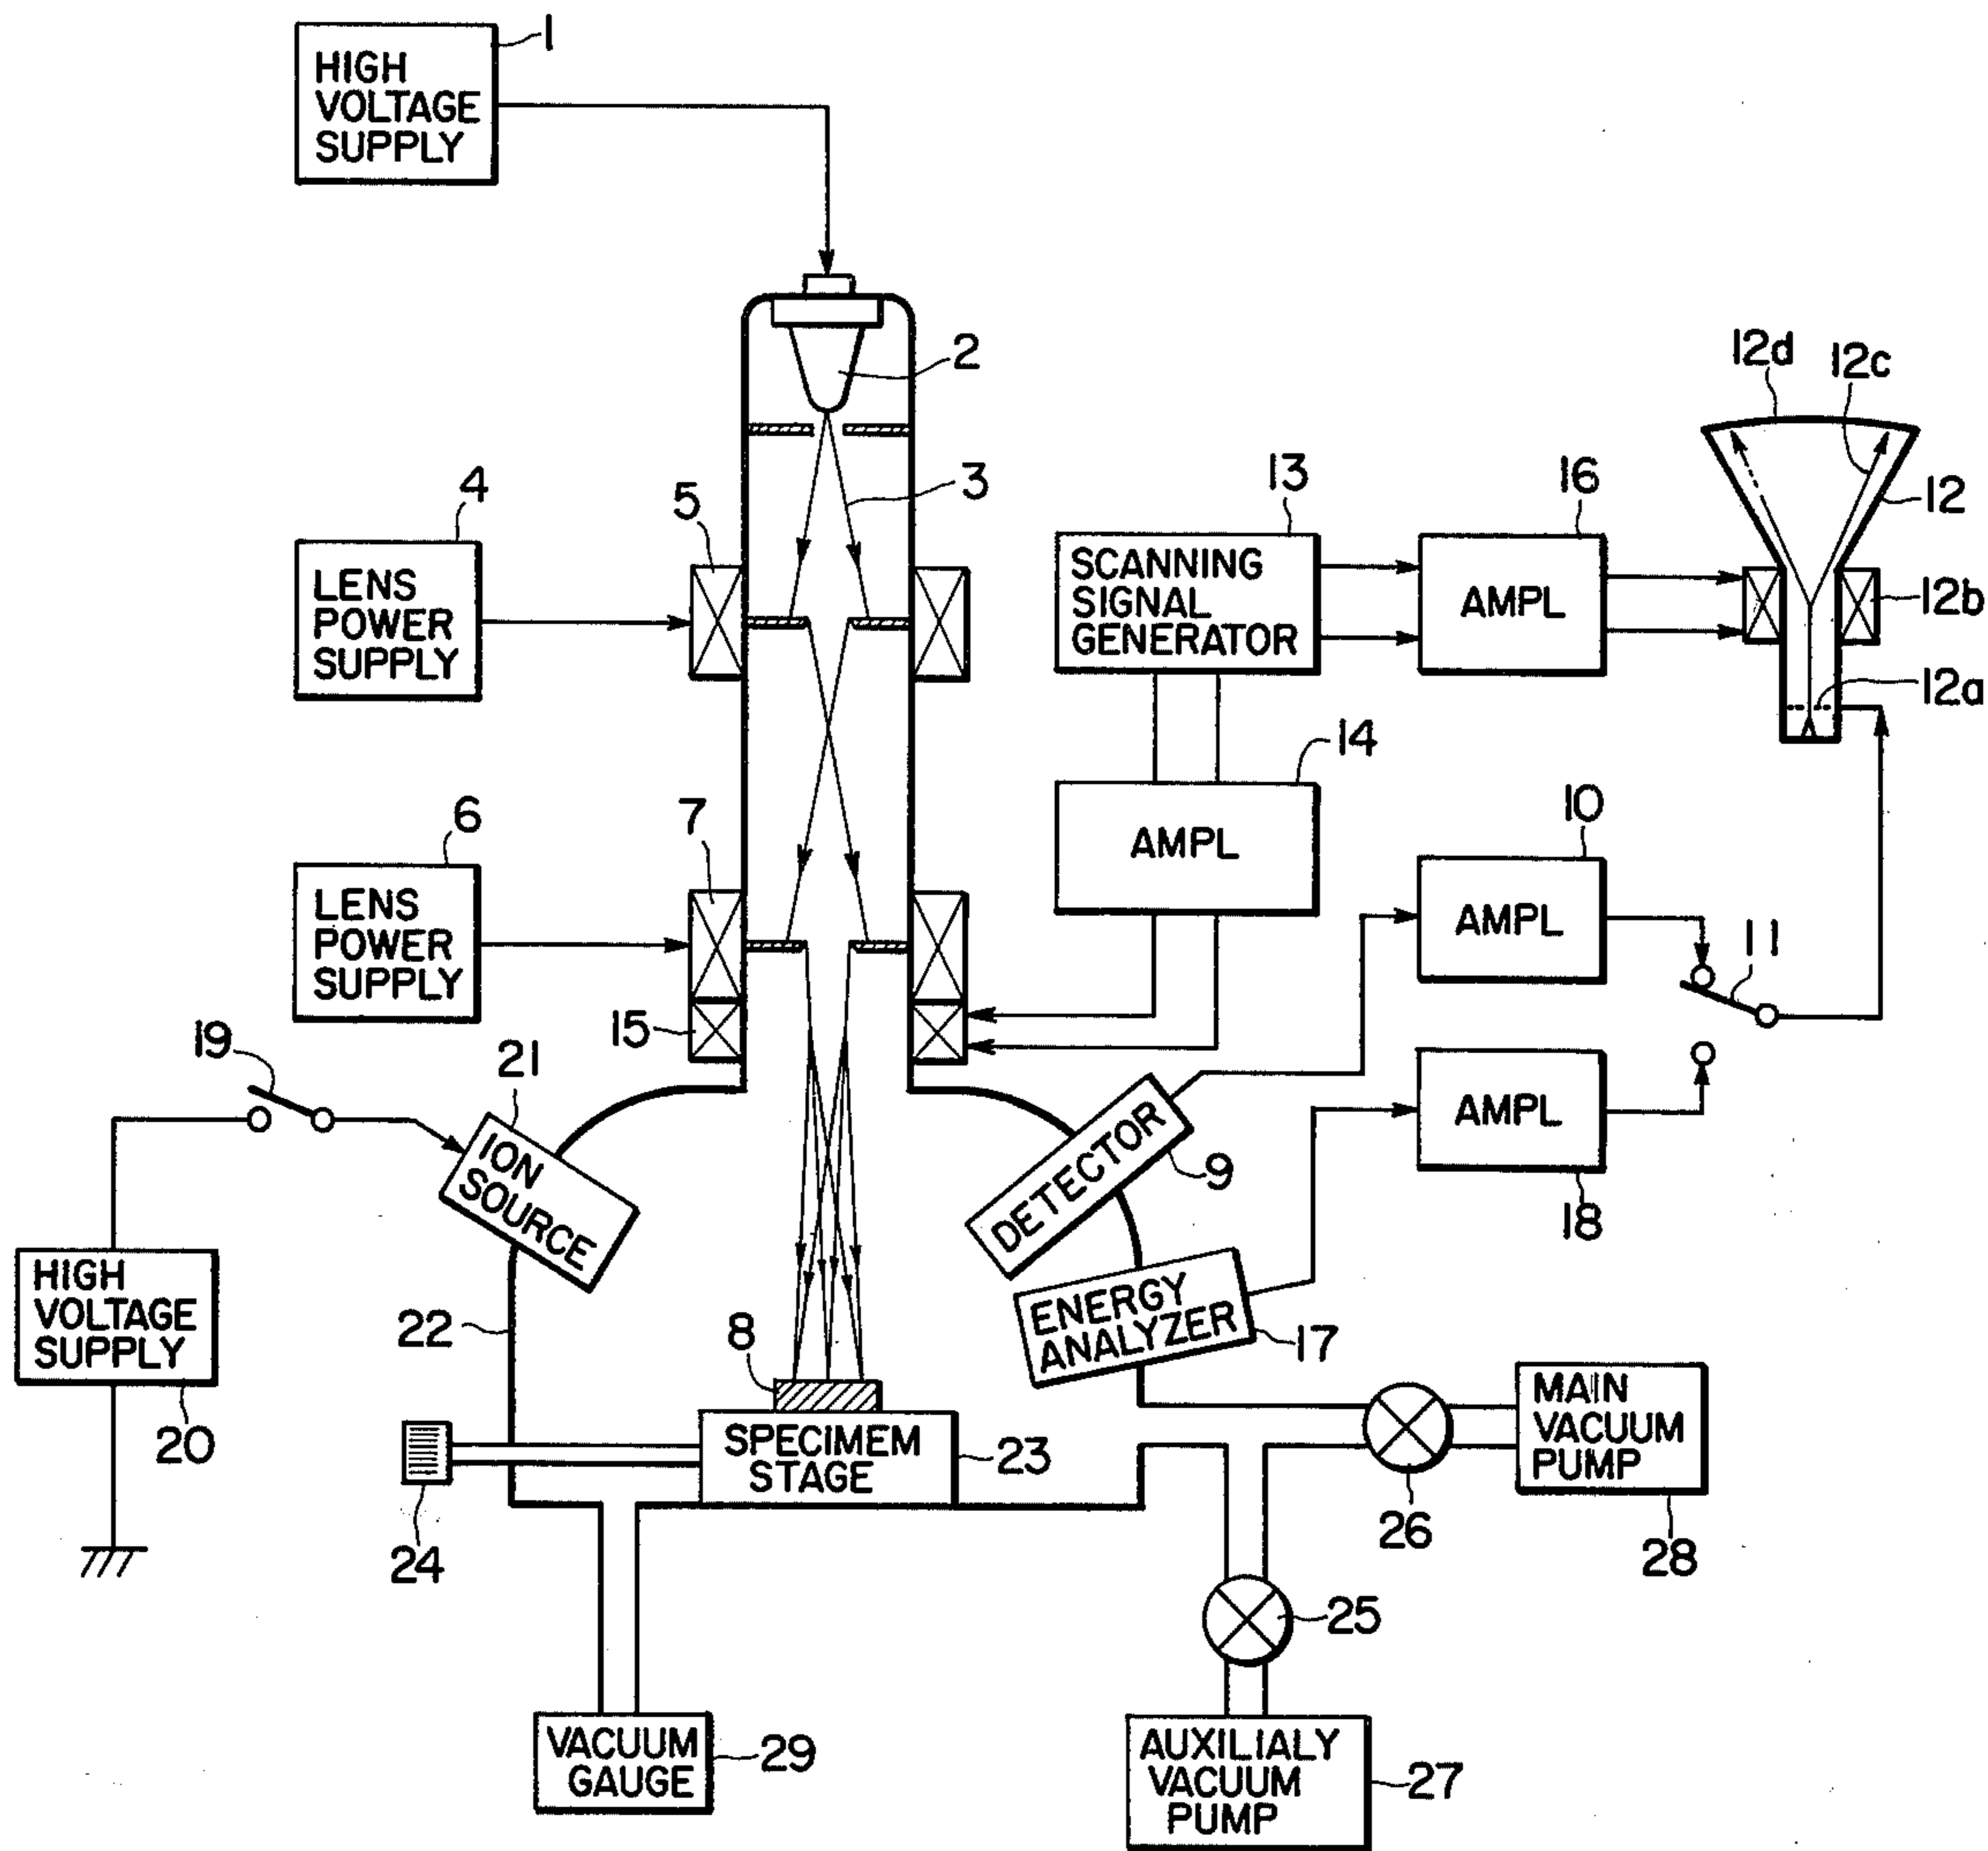 1
HIGH
VOLTAGE
SUPPLY
2
12d
12c
3
4
5
13
16
12
LENS
POWER
SUPPLY
SCANNING
SIGNAL
GENERATOR
AMPL
12b
12a
14
6
7
10
LENS
POWER
SUPPLY
AMPL
AMPL
11
15
19
21
ION
SOURCE
DETECTOR
9
AMPL
18
HIGH
VOLTAGE
SUPPLY
20
22
8
ENERGY
ANALYZER
17
MAIN
VACUUM
PUMP
SPECIMEM
STAGE
23
24
26
28
25
VACUUM
GAUGE
29
AUXILIALY
VACUUM
PUMP
27